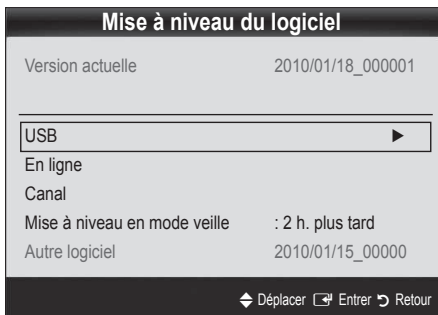 Mise à niveau du logiciel
Version actuelle 2010/01/18_000001
USB ►
En ligne
Canal
Mise à niveau en mode veille : 2 h. plus tard
Autre logiciel 2010/01/15_00000
Déplacer Entrer Retour